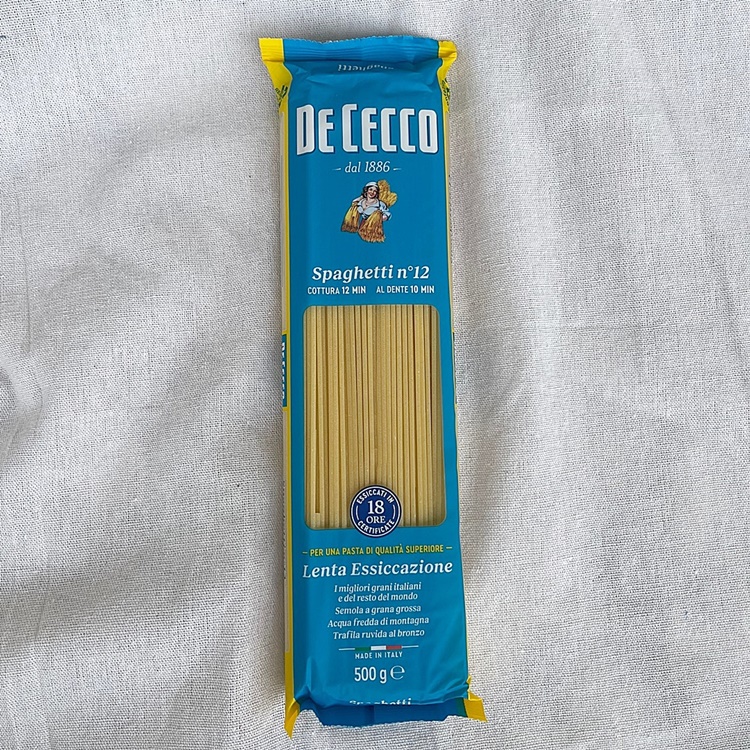 DE CECCO
dal 1886
Spaghetti n°12
COTTURA 12 MIN AL DENTE 10 MIN
ESSICCATI IN
18
ORE
CERTIFICATE
PER UNA PASTA DI QUALITÀ SUPERIORE
Lenta Essiccazione
I migliori grani italiani
e del resto del mondo
Semola a grana grossa
Acqua fredda di montagna
Trafila ruvida al bronzo
MADE IN ITALY
500 g e
Spaghetti